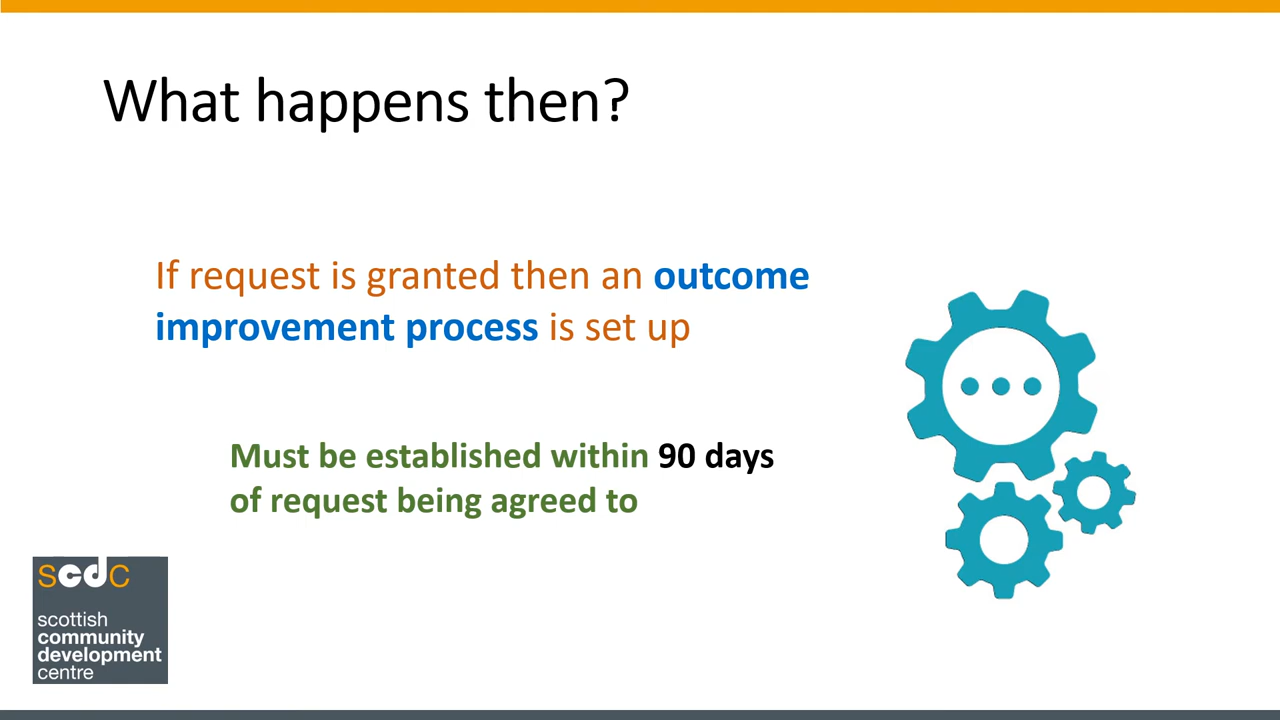 What happens then?
If request is granted then an outcome
improvement process is set up
Must be established within 90 days
of request being agreed to
scdc
scottish
community
development
centre